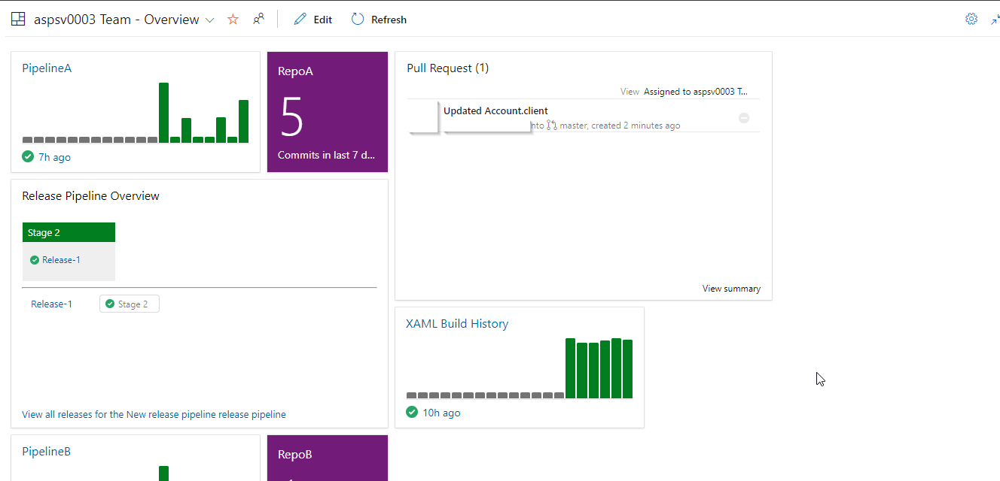 aspsv0003 Team - Overview
Edit
Refresh
PipelineA
7h ago
RepoA
5
Commits in last 7 d...
Pull Request (1)
View Assigned to aspsv0003 T...
Updated Account.client
master, created 2 minutes ago
View summary
Release Pipeline Overview
Stage 2
Release-1
Release-1 Stage 2
View all releases for the New release pipeline release pipeline
XAML Build History
10h ago
PipelineB
RepoB